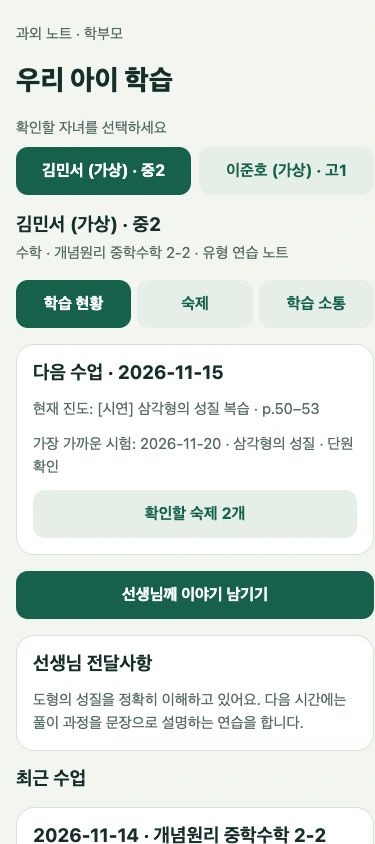 과외 노트 · 학부모
우리 아이 학습
확인할 자녀를 선택하세요
김민서 (가상) · 중2
이준호 (가상) · 고1
김민서 (가상) · 중2
수학 · 개념원리 중학수학 2-2 · 유형 연습 노트
학습 현황
숙제
학습 소통
다음 수업 · 2026-11-15
현재 진도: [시연] 삼각형의 성질 복습 · p.50–53
가장 가까운 시험: 2026-11-20 · 삼각형의 성질 · 단원
확인
확인할 숙제 2개
선생님께 이야기 남기기
선생님 전달사항
도형의 성질을 정확히 이해하고 있어요. 다음 시간에는
풀이 과정을 문장으로 설명하는 연습을 합니다.
최근 수업
2026-11-14 · 개념원리 중학수학 2-2